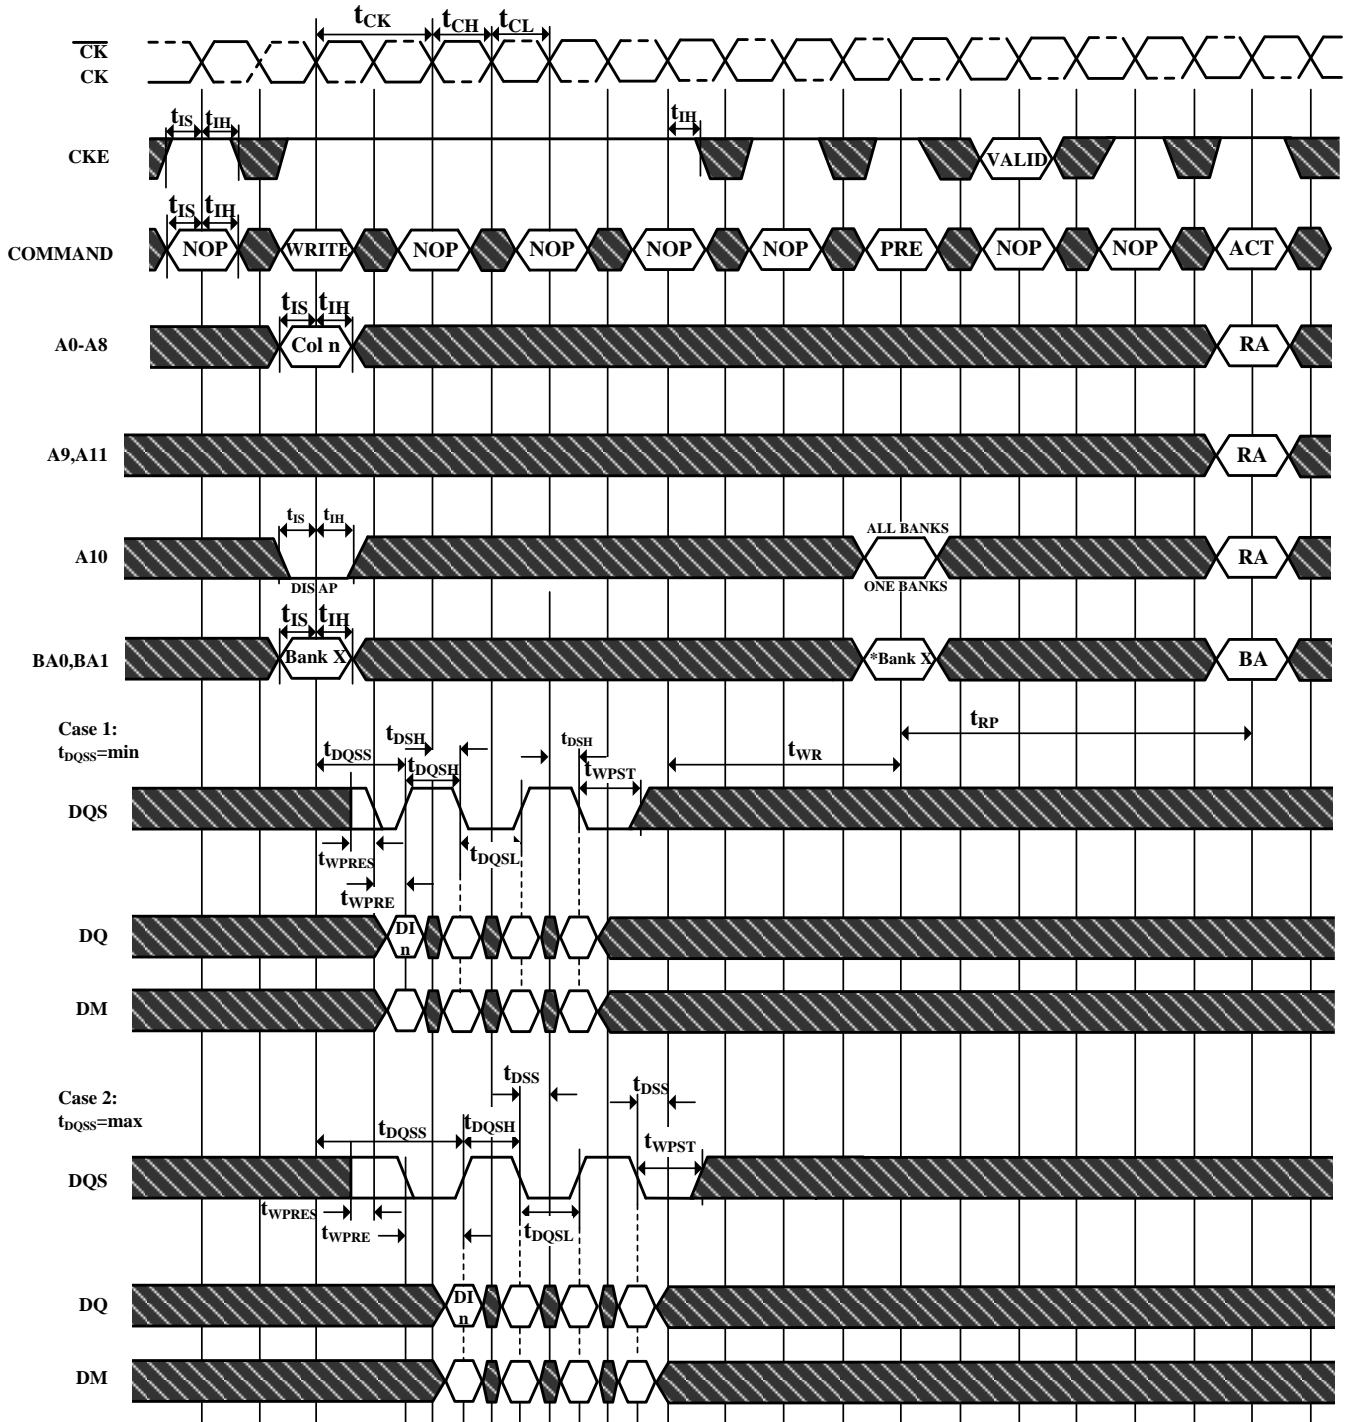 tCK tCH tCL
CK
CK
tIS tIH tIH
CKE VALID
tIS tIH
COMMAND NOP WRITE NOP NOP NOP NOP PRE NOP NOP ACT
tIS tIH
A0-A8 Col n RA
A9,A11 RA
tIS tIH ALL BANKS
A10 RA
DIS AP ONE BANKS
tIS tIH
BA0,BA1 Bank X *Bank X BA
Case 1:
tDQSS=min
tDSH tDSH tRP
tDQSS tDQSH tWPST tWR
DQS
tWPRES tDQSL
tWPRE
DQ DI
n
DM
tDSS tDSS
Case 2:
tDQSS=max
tDQSS tDQSH tWPST
DQS
tWPRES
tWPRE tDQSL
DQ DI
n
DM